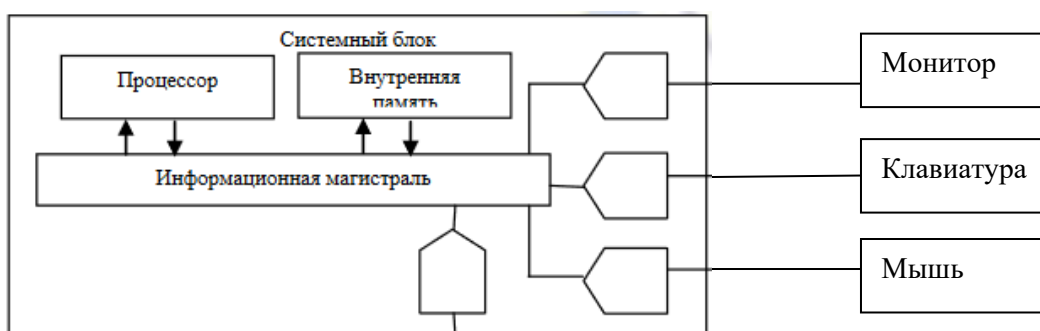 Системный блок
Процессор
Внутренняя
память
Информационная магистраль
Монитор
Клавиатура
Мышь